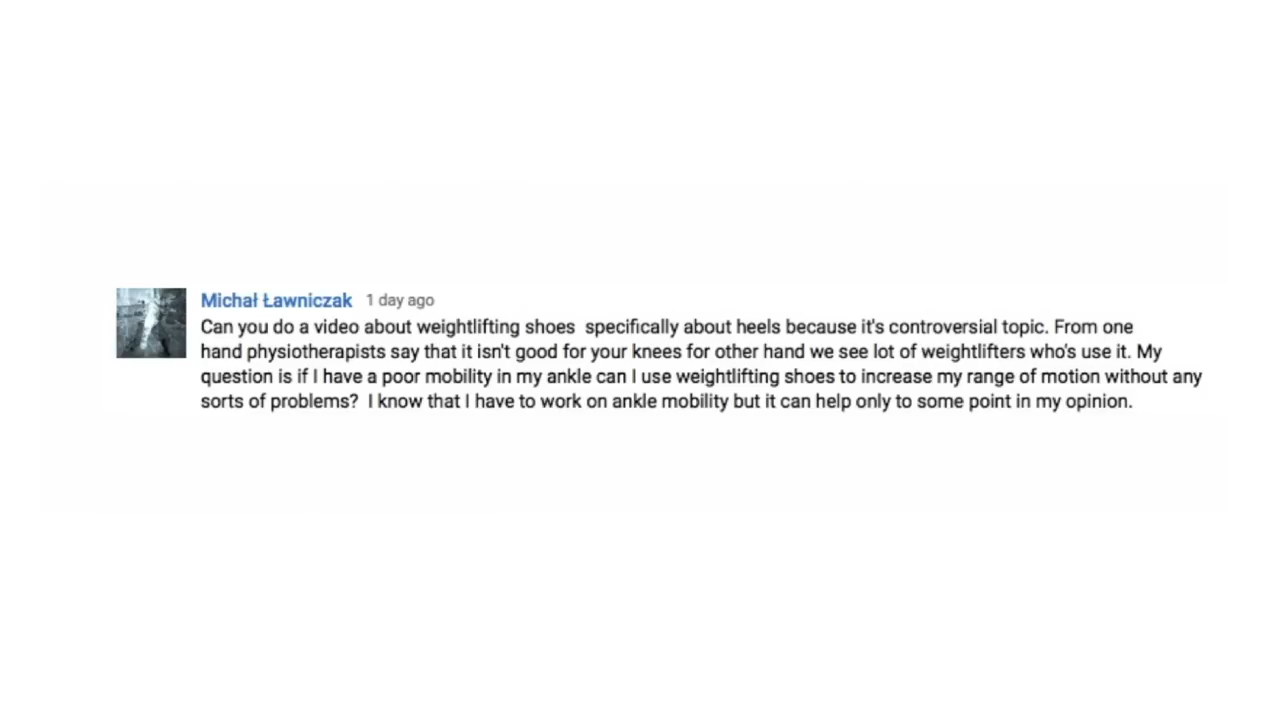 Michał Ławniczak 1 day ago
Can you do a video about weightlifting shoes  specifically about heels because it's controversial topic. From one
hand physiotherapists say that it isn't good for your knees for other hand we see lot of weightlifters who's use it. My
question is if I have a poor mobility in my ankle can I use weightlifting shoes to increase my range of motion without any
sorts of problems?  I know that I have to work on ankle mobility but it can help only to some point in my opinion.